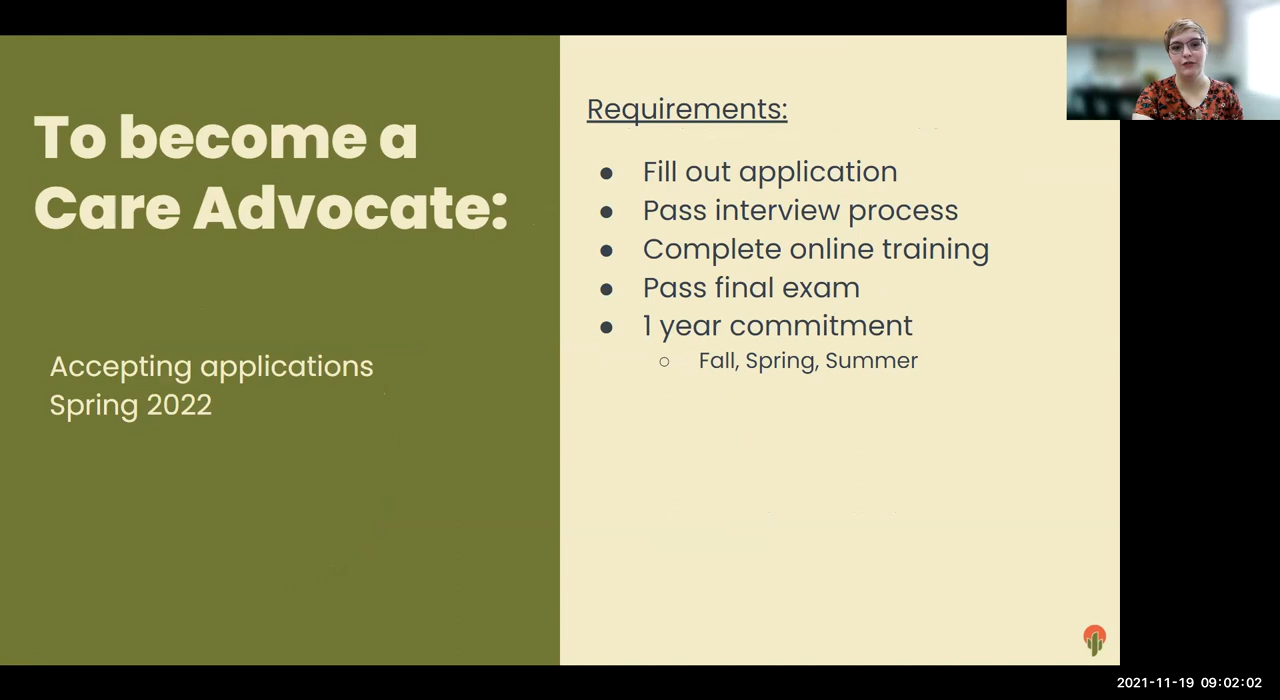 To become a
Care Advocate:
Accepting applications
Spring 2022
Requirements:
● Fill out application
● Pass interview process
● Complete online training
● Pass final exam
● 1 year commitment
○ Fall, Spring, Summer
2021-11-19 09:02:02